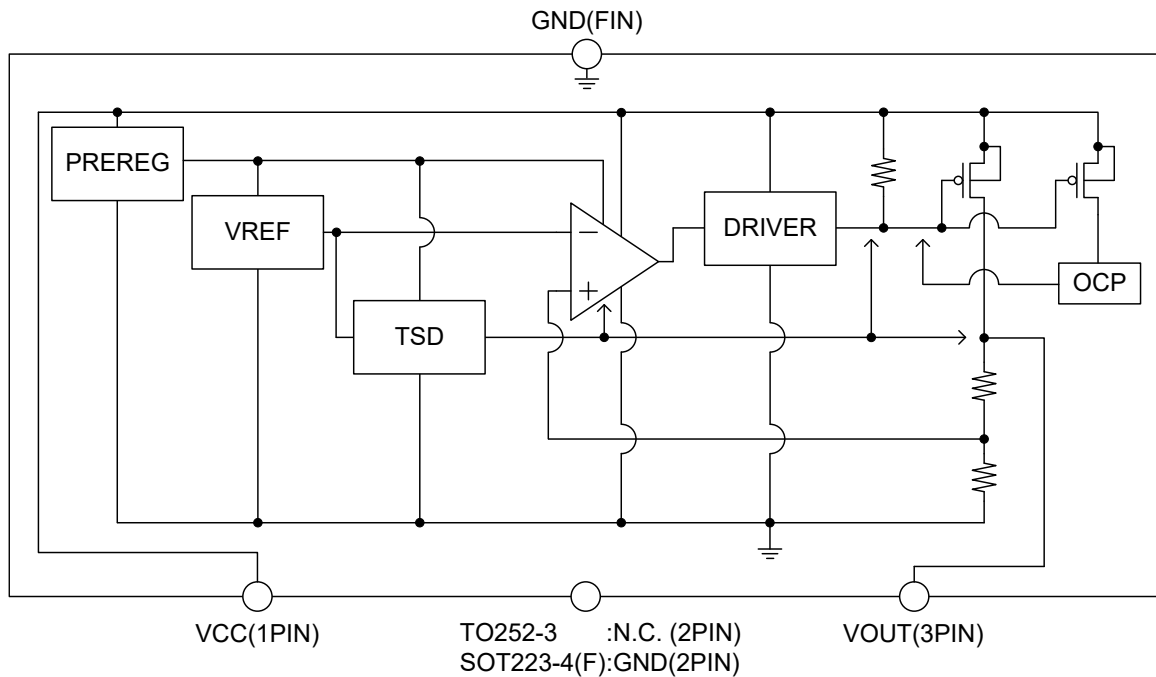 GND(FIN)
PREREG
VREF
−
+
TSD
DRIVER
OCP
VCC(1PIN)
TO252-3 :N.C. (2PIN)
SOT223-4(F):GND(2PIN)
VOUT(3PIN)